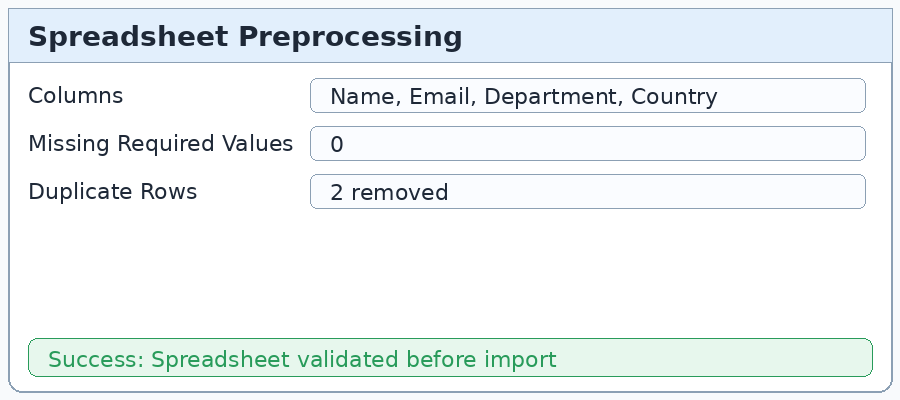 Spreadsheet Preprocessing
Columns
Name, Email, Department, Country
Missing Required Values
0
Duplicate Rows
2 removed
Success: Spreadsheet validated before import